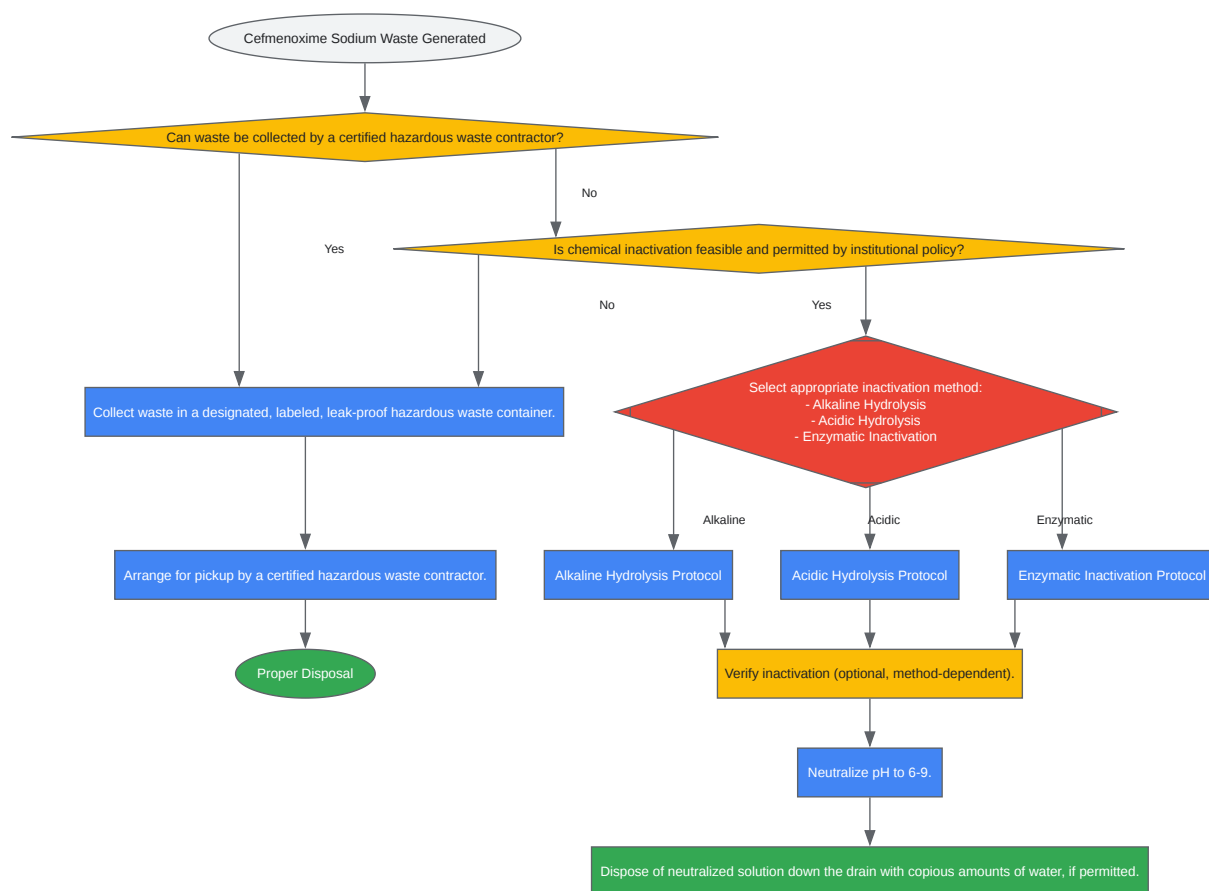 Cefmenoxime Sodium Waste Generated
Can waste be collected by a certified hazardous waste contractor?
No
Yes
Is chemical inactivation feasible and permitted by institutional policy?
No
Yes
Select appropriate inactivation method:
- Alkaline Hydrolysis
- Acidic Hydrolysis
- Enzymatic Inactivation
Collect waste in a designated, labeled, leak-proof hazardous waste container.
Alkaline
Acidic
Enzymatic
Arrange for pickup by a certified hazardous waste contractor.
Alkaline Hydrolysis Protocol
Acidic Hydrolysis Protocol
Enzymatic Inactivation Protocol
Proper Disposal
Verify inactivation (optional, method-dependent).
Neutralize pH to 6-9.
Dispose of neutralized solution down the drain with copious amounts of water, if permitted.